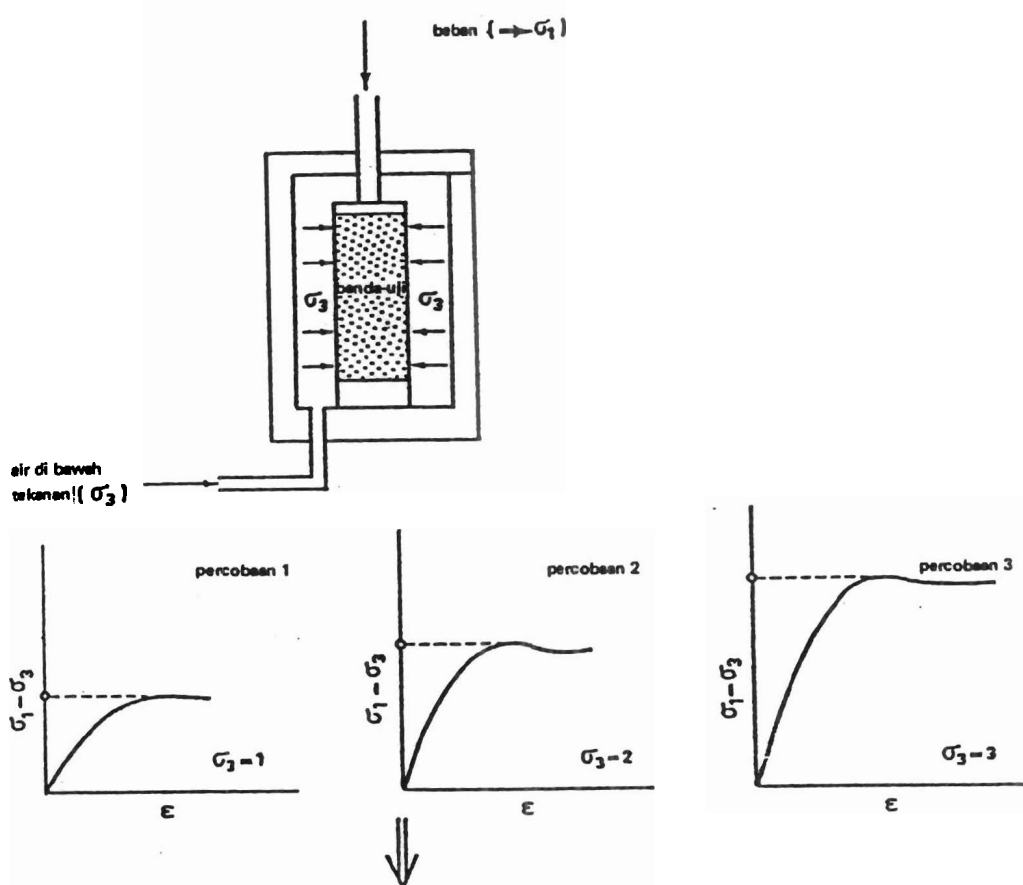 beban (→σ₁)
benda-uji
σ₃ σ₃
air di bawah
tekanan (σ₃)
percobaan 1
σ₁ – σ₃
σ₃=1
ε
percobaan 2
σ₁ – σ₃
σ₃=2
ε
percobaan 3
σ₁ – σ₃
σ₃=3
ε